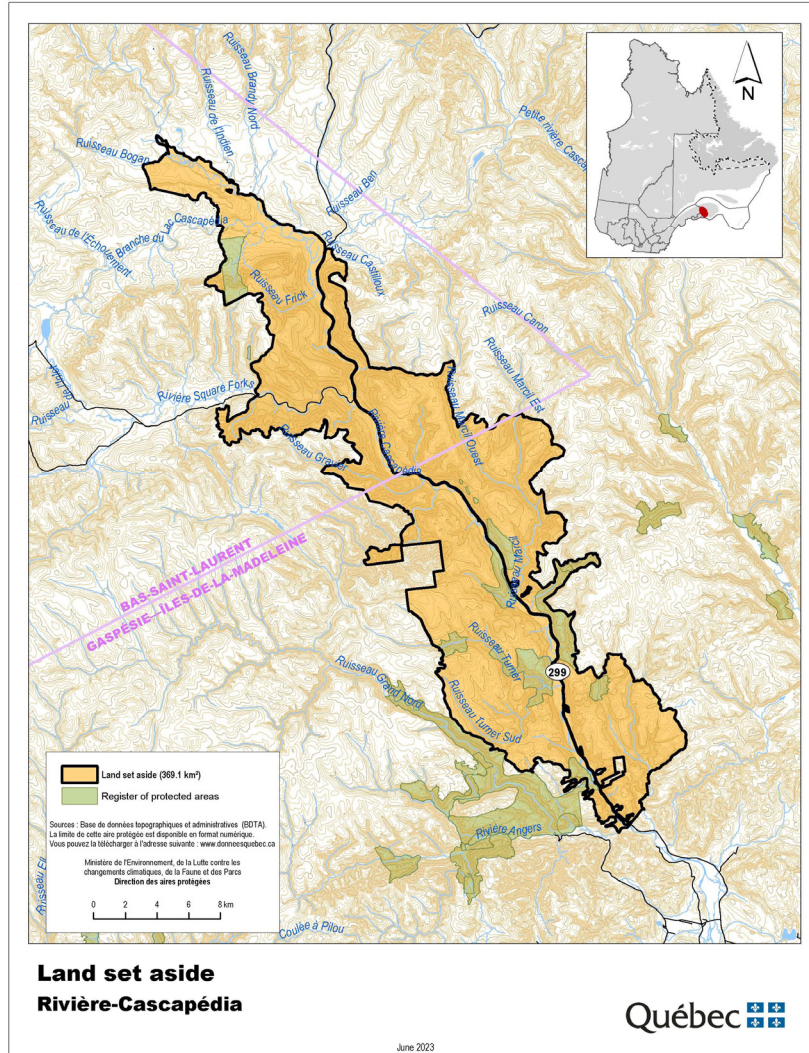 N
Ruisseau Brandy Nord
Ruisseau de l'Indien
Petite rivière Cascap
Ruisseau Bogan
Ruisseau Ben
Cascapédia
Branche du Lac
Ruisseau de l'Échouement
Ruisseau Castilloux
Ruisseau Frick
Ruisseau Caron
Ruisseau Marcil Est
Ruisseau Marcil Ouest
Ruisseau
Rivière Square Forks
Rivière Cascapédia
Ruisseau Gravier
BAS-SAINT-LAURENT
GASPÉSIE--ÎLES-DE-LA-MADELEINE
Ruisseau Marcil
Ruisseau Turner
299
Ruisseau Grand Nord
Ruisseau Turner Sud
Rivière Angers
Ruisseau
Coulée à Pilou
Land set aside (369.1 km²)
Register of protected areas
Sources : Base de données topographiques et administratives (BDTA).
La limite de cette aire protégée est disponible en format numérique.
Vous pouvez la télécharger à l'adresse suivante : www.donneesquebec.ca
Ministère de l'Environnement, de la Lutte contre les
changements climatiques, de la Faune et des Parcs
Direction des aires protégées
0 2 4 6 8 km
Land set aside
Rivière-Cascapédia
Québec
June 2023